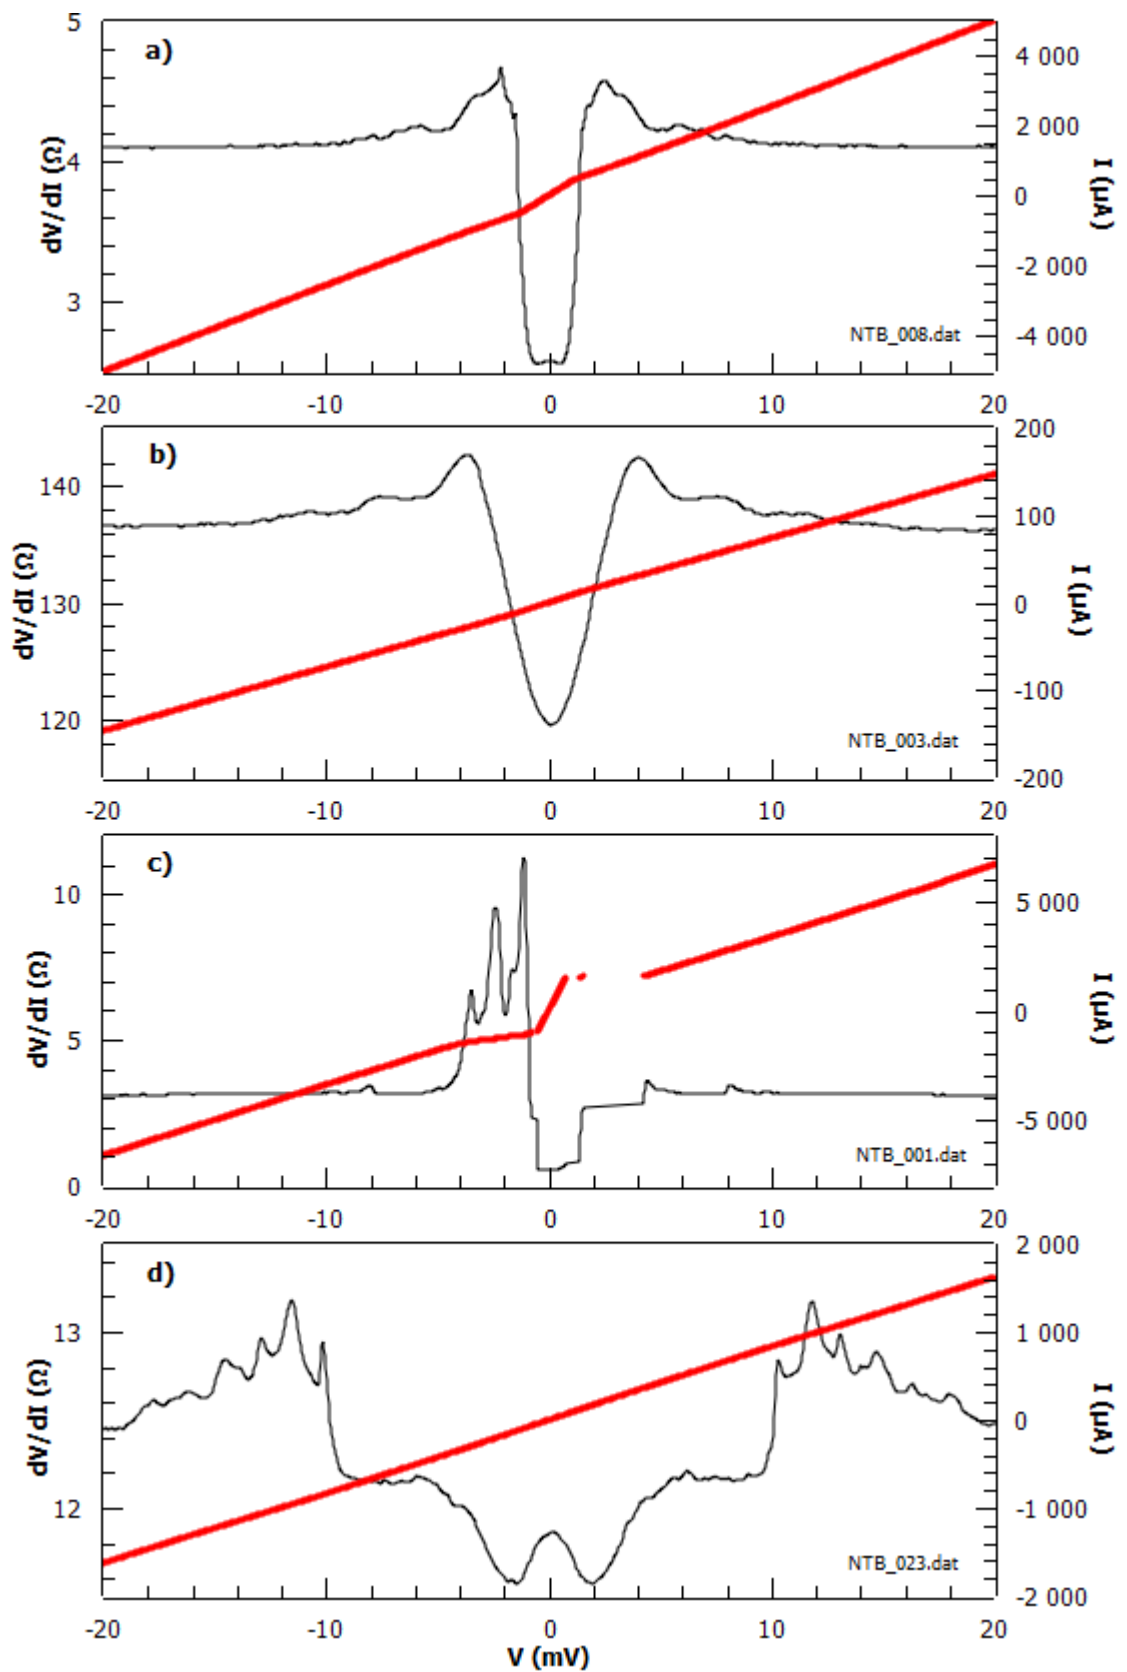 a)
5
4
3
dV/dI (Ω)
4 000
2 000
0
-2 000
-4 000
I (µA)
NTB_008.dat
-20 -10 0 10 20
b)
140
130
120
dV/dI (Ω)
200
100
0
-100
-200
I (µA)
NTB_003.dat
-20 -10 0 10 20
c)
10
5
0
dV/dI (Ω)
5 000
0
-5 000
I (µA)
NTB_001.dat
-20 -10 0 10 20
d)
13
12
dV/dI (Ω)
2 000
1 000
0
-1 000
-2 000
I (µA)
NTB_023.dat
-20 -10 0 10 20
V (mV)